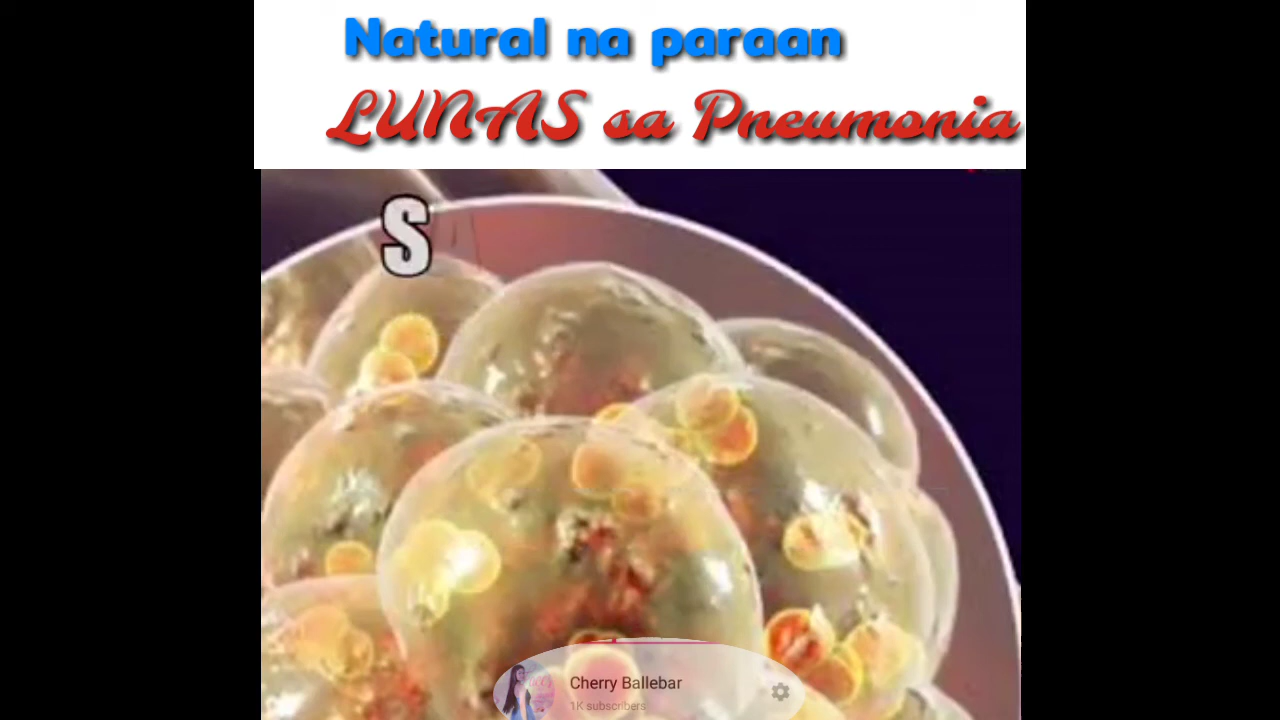 Natural na paraan
LUNAS sa Pneumonia
S
Cherry Ballebar
1K subscribers